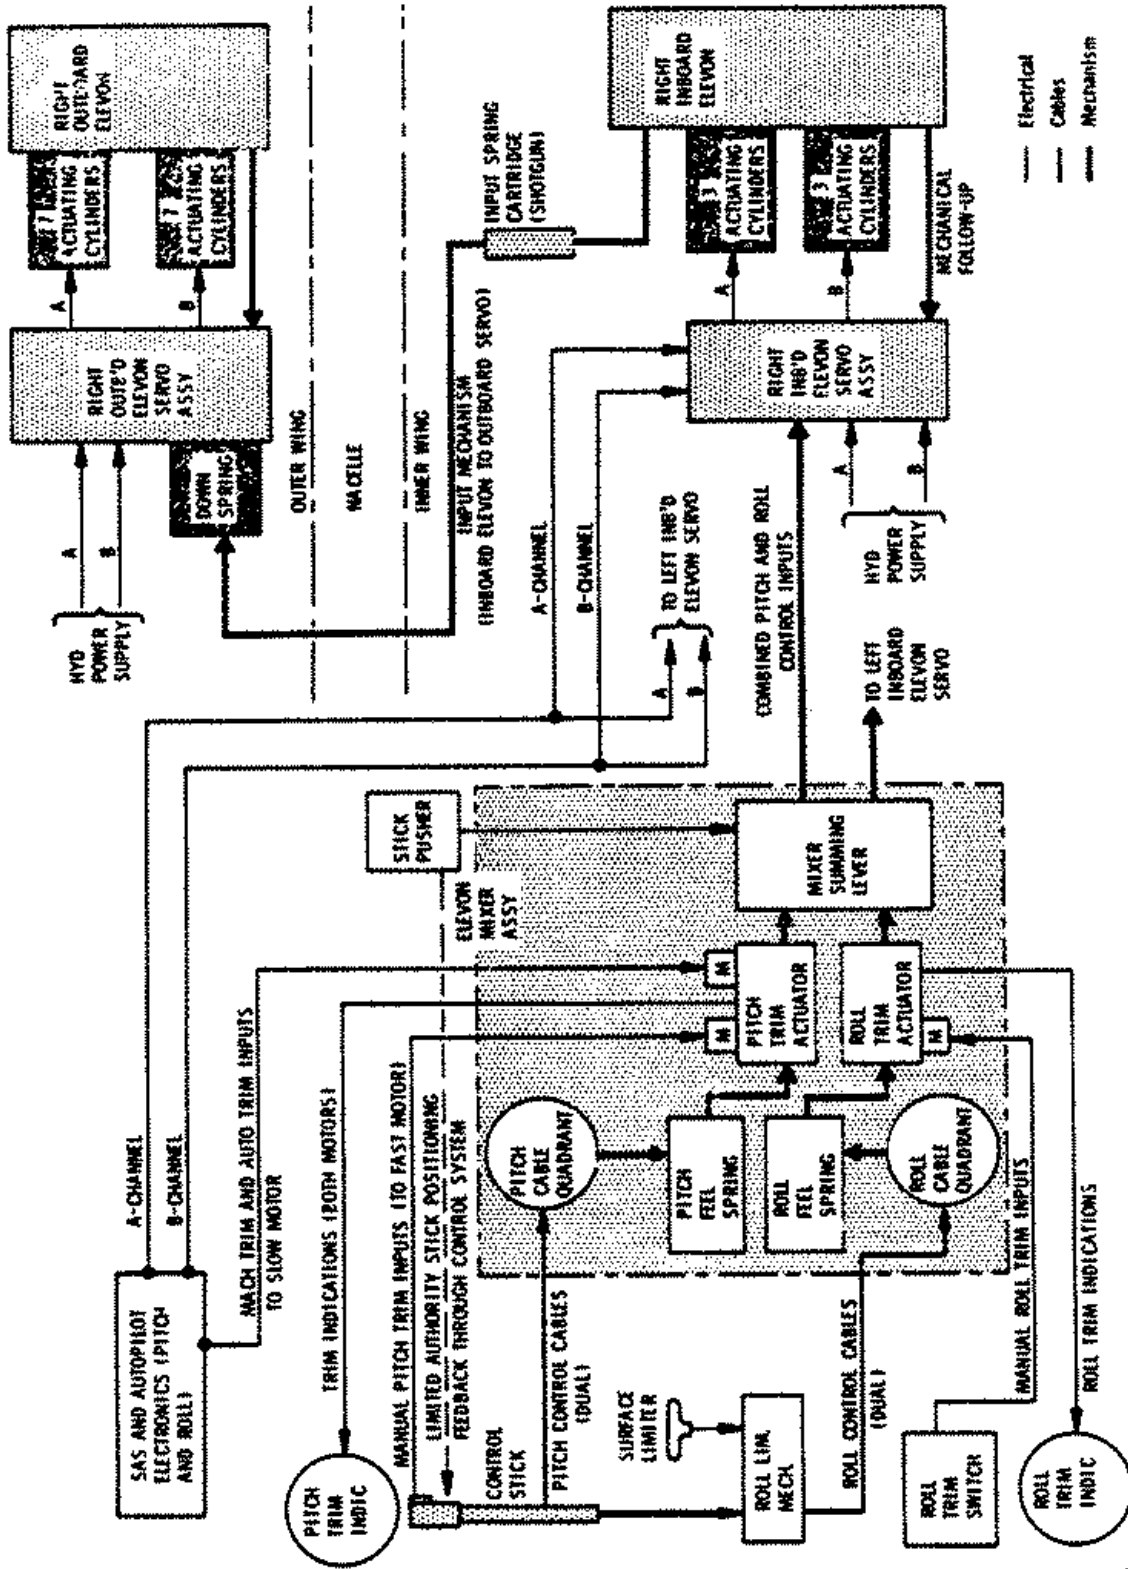 SAS AND AUTOPILOT
ELECTRONICS (PITCH
AND ROLL)
A-CHANNEL
B-CHANNEL
MACH TRIM AND AUTO TRIM INPUTS
TO SLOW MOTOR
PITCH
TRIM
INDIC
TRIM INDICATIONS (BOTH MOTORS)
MANUAL PITCH TRIM INPUTS (TO FAST MOTOR)
LIMITED AUTHORITY STICK POSITIONING
FEEDBACK THROUGH CONTROL SYSTEM
CONTROL
STICK
PITCH CONTROL CABLES
(DUAL)
SURFACE
LIMITER
ROLL LIM.
MECH.
ROLL CONTROL CABLES
(DUAL)
ROLL
TRIM
SWITCH
MANUAL ROLL TRIM INPUTS
ROLL
TRIM
INDIC
ROLL TRIM INDICATIONS
STICK
PUSHER
ELEVON
MIXER
ASSY
PITCH
CABLE
QUADRANT
PITCH
FEEL
SPRING
ROLL
FEEL
SPRING
ROLL
CABLE
QUADRANT
M
M
PITCH
TRIM
ACTUATOR
ROLL
TRIM
ACTUATOR
M
MIXER
SUMMING
LEVER
HYD
POWER
SUPPLY
A
B
DOWN
SPRING
RIGHT
OUTB'D
ELEVON
SERVO
ASSY
A
B
ACTUATING
CYLINDERS
ACTUATING
CYLINDERS
RIGHT
OUTBOARD
ELEVON
OUTER WING
NACELLE
INNER WING
INPUT MECHANISM
(INBOARD ELEVON TO OUTBOARD SERVO)
INPUT SPRING
CARTRIDGE
(SHOTGUN)
A-CHANNEL
B-CHANNEL
A
B
TO LEFT INB'D
ELEVON SERVO
COMBINED PITCH AND ROLL
CONTROL INPUTS
TO LEFT
INBOARD
ELEVON
SERVO
HYD
POWER
SUPPLY
A
B
RIGHT
INB'D
ELEVON
SERVO
ASSY
A
B
ACTUATING
CYLINDERS
ACTUATING
CYLINDERS
RIGHT
INBOARD
ELEVON
MECHANICAL
FOLLOW-UP
Electrical
Cables
Mechanism